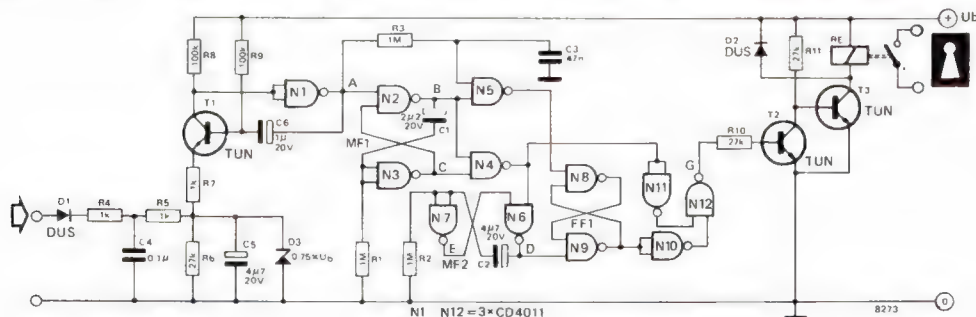 Ub
R8
100k
R9
100k
R3
1M
C3
47n
D2
DUS
R11
27k
RE
T3
TUN
T1
TUN
N1
A
N2
B
N5
2µ2
20V
C1
C6
1µ
20V
MF1
N3
C
N4
N8
N11
G
N12
R10
27k
T2
TUN
R7
1k
D1
DUS
R4
1k
R5
1k
C4
0.1µ
R6
27k
C5
4µ7
20V
D3
0.75×Ub
R1
1M
R2
1M
N7
E
MF2
4µ7
20V
C2
N6
D
FF1
N9
N10
N1 N12=3×CD4011
8273
0